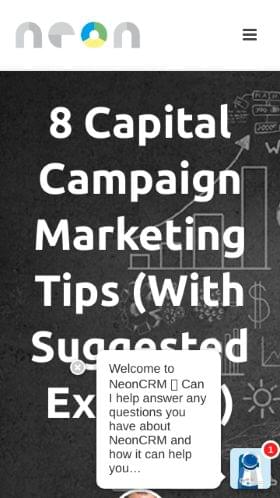 neon
8 Capital
Campaign
Marketing
Tips (With
Suggested
Ex )
Welcome to
NeonCRM Can
I help answer any
questions you
have about
NeonCRM and
how it can help
you...
1